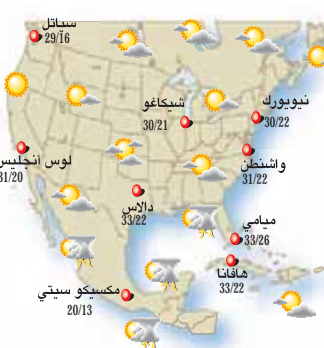 سياتل
29/16
شيكاغو
30/21
نيويورك
30/22
لوس أنجليس
31/20
واشنطن
31/22
دالاس
33/22
ميامي
33/26
هافانا
33/22
مكسيكو سيتي
20/13